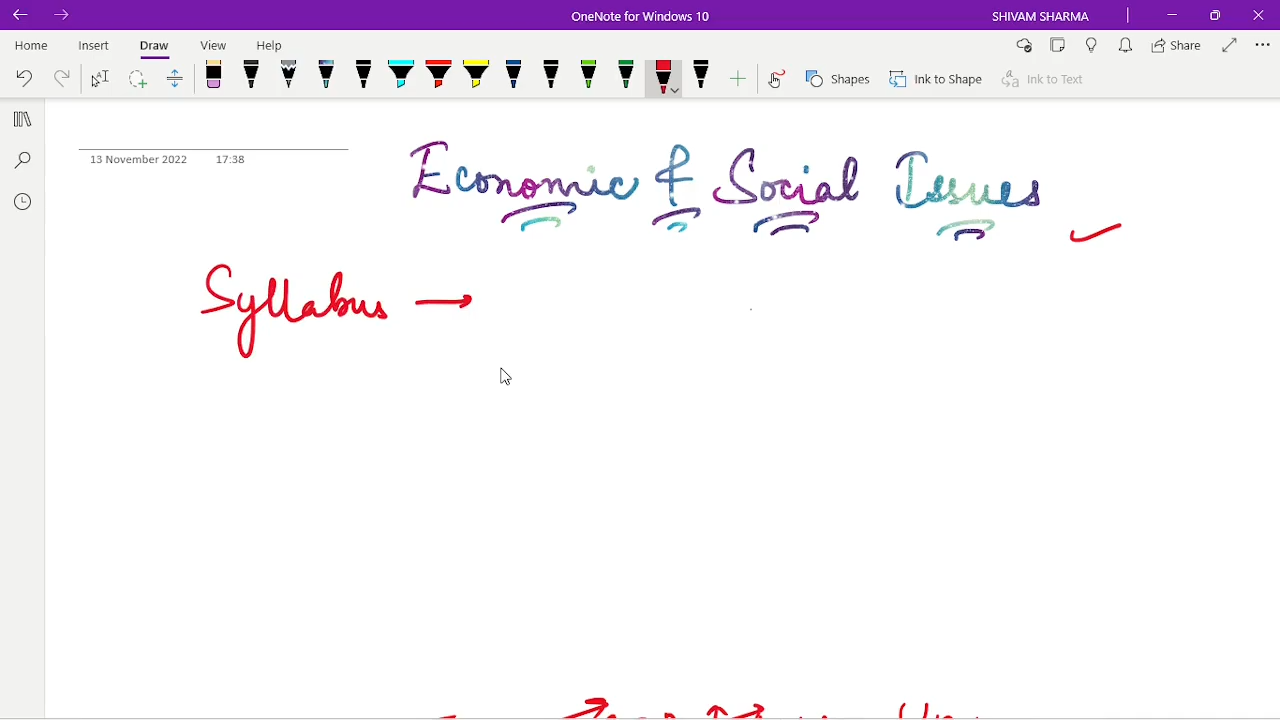 OneNote for Windows 10
SHIVAM SHARMA
Home Insert Draw View Help
Share
Shapes Ink to Shape Ink to Text
13 November 2022 17:38
Economic & Social Issues
Syllabus →